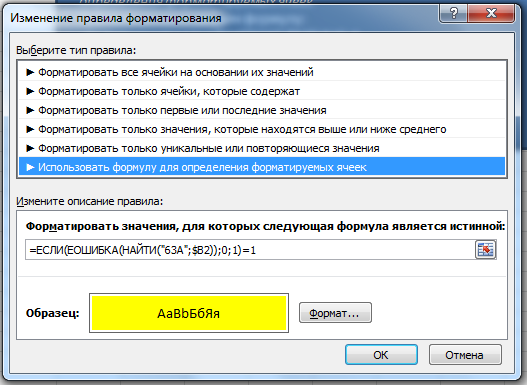 Изменение правила форматирования
Выберите тип правила:
► Форматировать все ячейки на основании их значений
► Форматировать только ячейки, которые содержат
► Форматировать только первые или последние значения
► Форматировать только значения, которые находятся выше или ниже среднего
► Форматировать только уникальные или повторяющиеся значения
► Использовать формулу для определения форматируемых ячеек
Измените описание правила:
Форматировать значения, для которых следующая формула является истинной:
=ЕСЛИ(ЕОШИБКА(НАЙТИ("63А";$B2));0;1)=1
Образец:
АаВbБбЯя
Формат...
ОК
Отмена